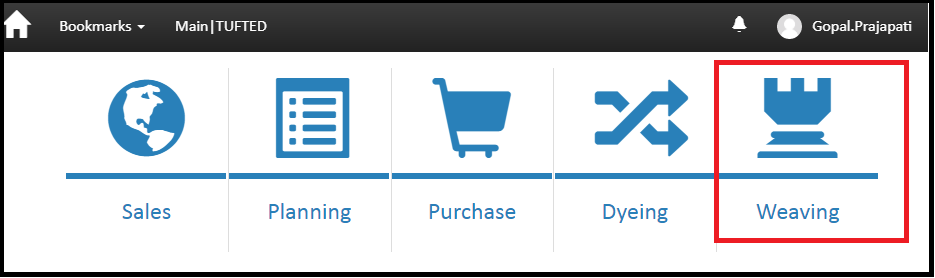 Bookmarks Main|TUFTED Gopal.Prajapati
Sales Planning Purchase Dyeing Weaving